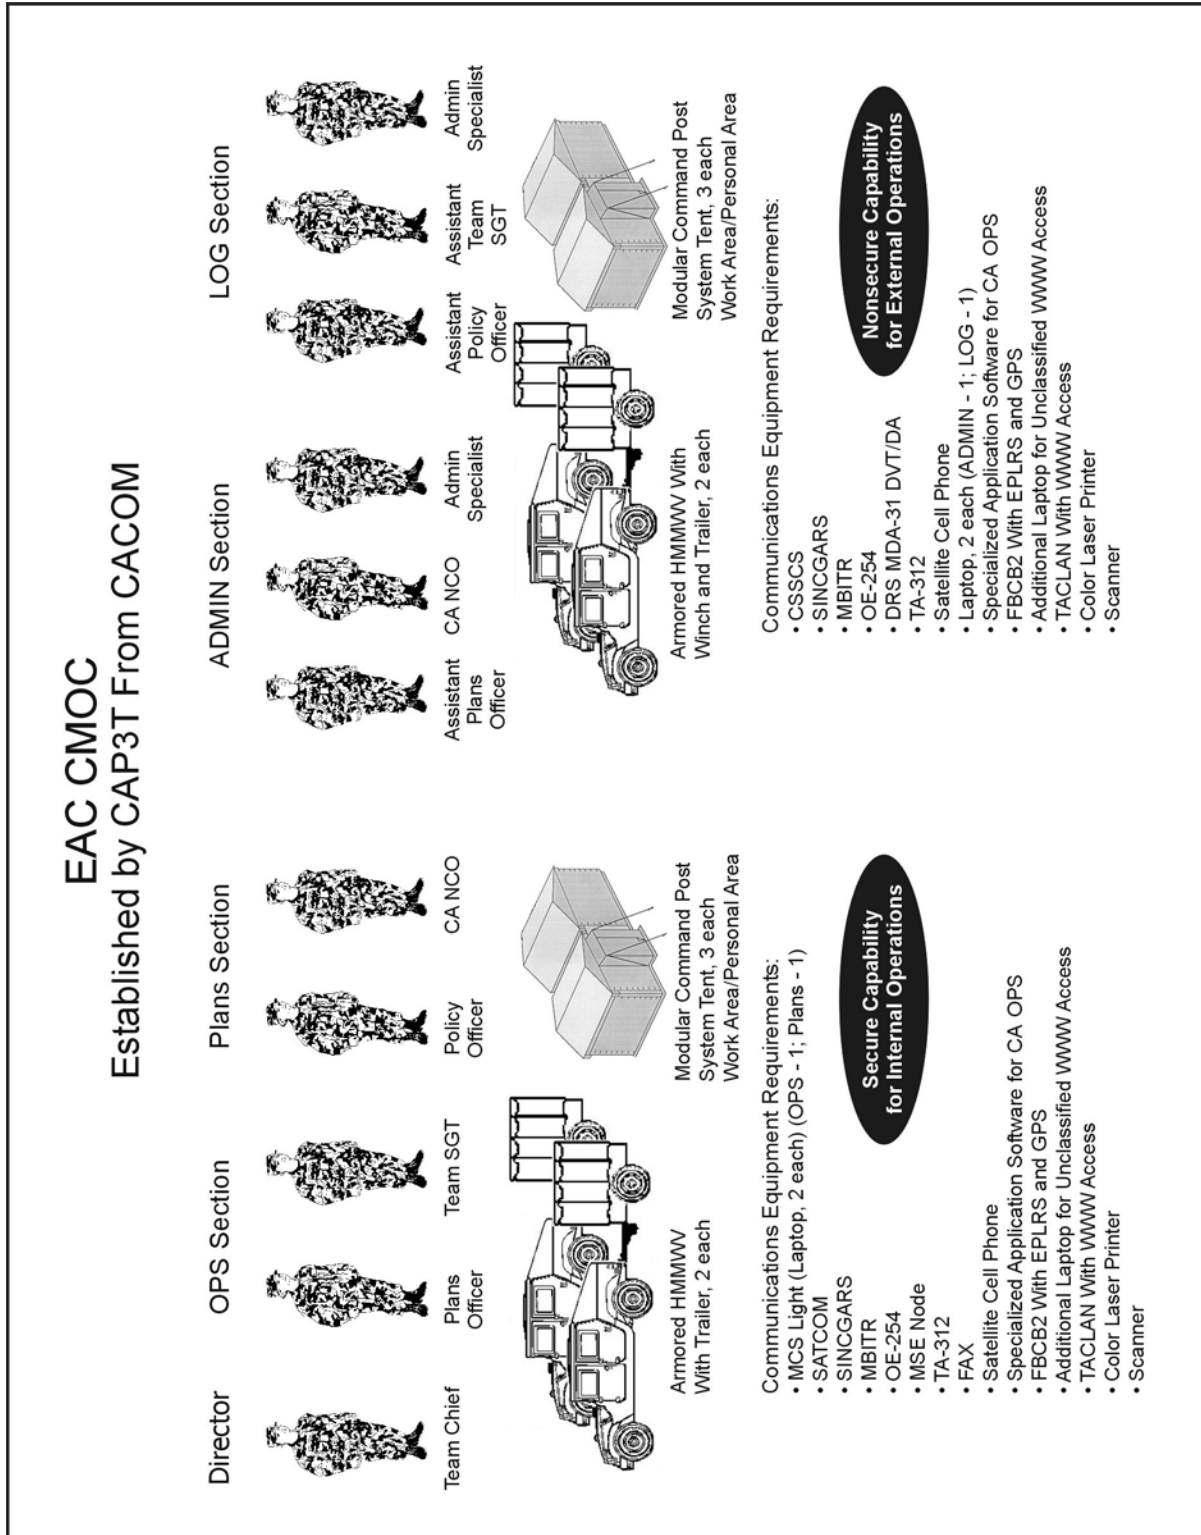 EAC CMOC
Established by CAP3T From CACOM
Director
OPS Section
Plans Section
ADMIN Section
LOG Section
Team Chief
Plans
Officer
Team SGT
Policy
Officer
CA NCO
Assistant
Plans
Officer
CA NCO
Admin
Specialist
Assistant
Policy
Officer
Assistant
Team
SGT
Admin
Specialist
Armored HMMWV
With Trailer, 2 each
Modular Command Post
System Tent, 3 each
Work Area/Personal Area
Communications Equipment Requirements:
• MCS Light (Laptop, 2 each) (OPS - 1; Plans - 1)
• SATCOM
• SINCGARS
• MBITR
• OE-254
• MSE Node
• TA-312
• FAX
• Satellite Cell Phone
• Specialized Application Software for CA OPS
• FBCB2 With EPLRS and GPS
• Additional Laptop for Unclassified WWW Access
• TACLAN With WWW Access
• Color Laser Printer
• Scanner
Secure Capability
for Internal Operations
Armored HMMWV With
Winch and Trailer, 2 each
Modular Command Post
System Tent, 3 each
Work Area/Personal Area
Communications Equipment Requirements:
• CSSCS
• SINCGARS
• MBITR
• OE-254
• DRS MDA-31 DVT/DA
• TA-312
• Satellite Cell Phone
• Laptop, 2 each (ADMIN - 1; LOG - 1)
• Specialized Application Software for CA OPS
• FBCB2 With EPLRS and GPS
• Additional Laptop for Unclassified WWW Access
• TACLAN With WWW Access
• Color Laser Printer
• Scanner
Nonsecure Capability
for External Operations